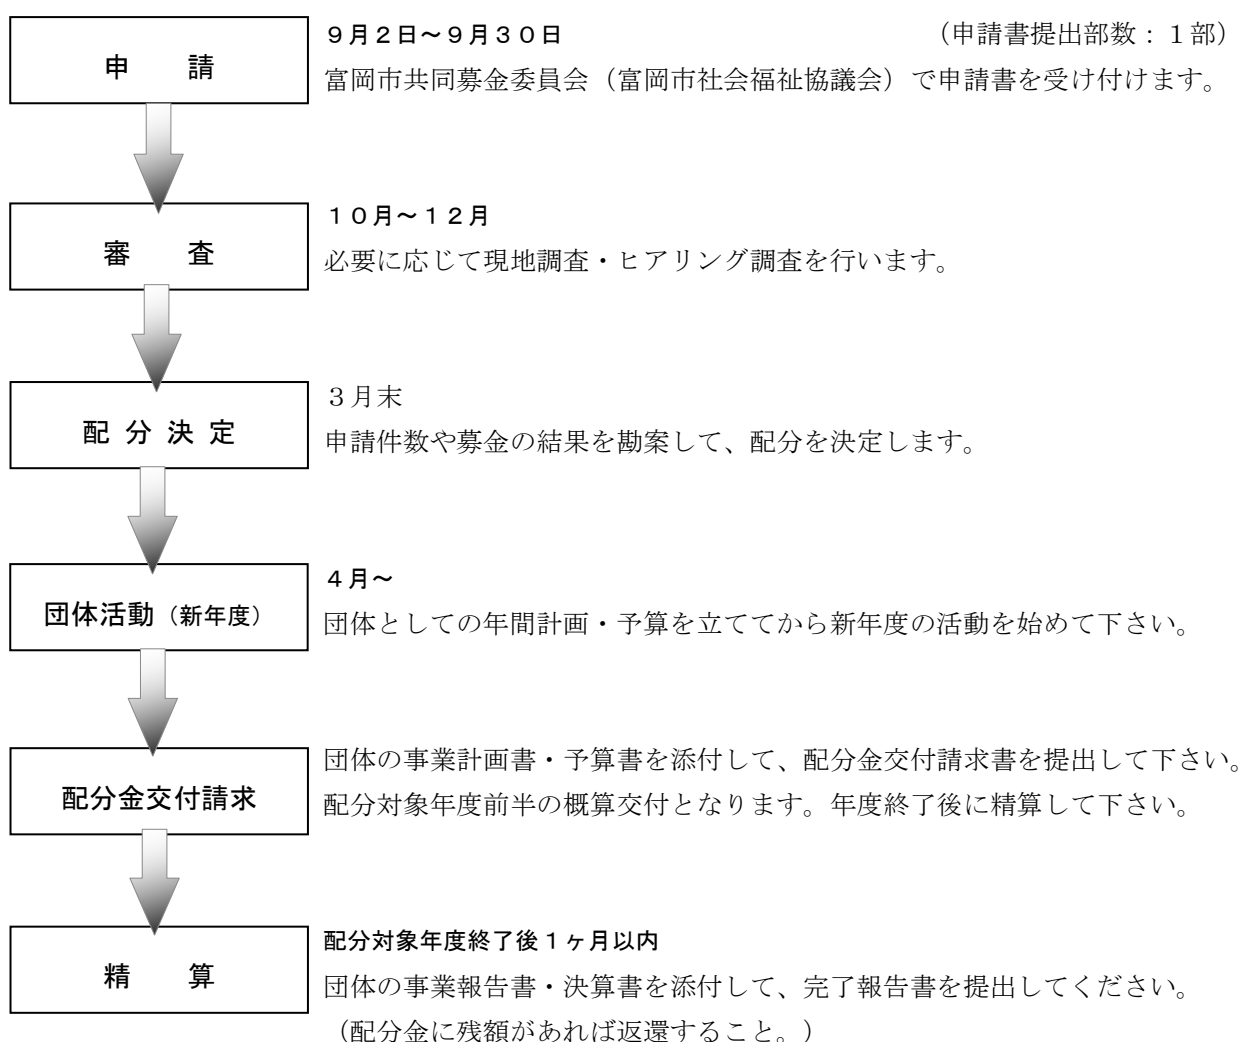 申　　請
９月２日～９月３０日　　　　　　　　　　　　　　　（申請書提出部数：１部）
富岡市共同募金委員会（富岡市社会福祉協議会）で申請書を受け付けます。
審　　査
１０月～１２月
必要に応じて現地調査・ヒアリング調査を行います。
配 分 決 定
３月末
申請件数や募金の結果を勘案して、配分を決定します。
団体活動（新年度）
４月～
団体としての年間計画・予算を立ててから新年度の活動を始めて下さい。
配分金交付請求
団体の事業計画書・予算書を添付して、配分金交付請求書を提出して下さい。
配分対象年度前半の概算交付となります。年度終了後に精算して下さい。
精　　算
配分対象年度終了後１ヶ月以内
団体の事業報告書・決算書を添付して、完了報告書を提出してください。
（配分金に残額があれば返還すること。）